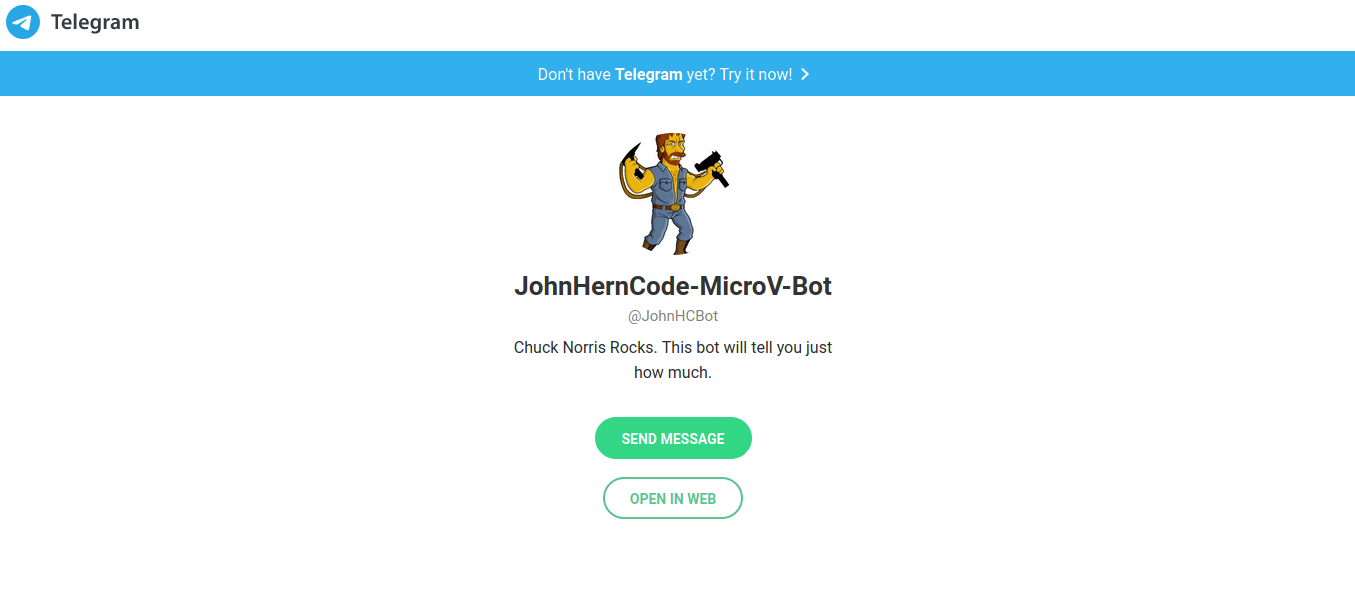 Telegram
Don't have Telegram yet? Try it now!
JohnHernCode-MicroV-Bot
@JohnHCBot
Chuck Norris Rocks. This bot will tell you just
how much.
SEND MESSAGE
OPEN IN WEB